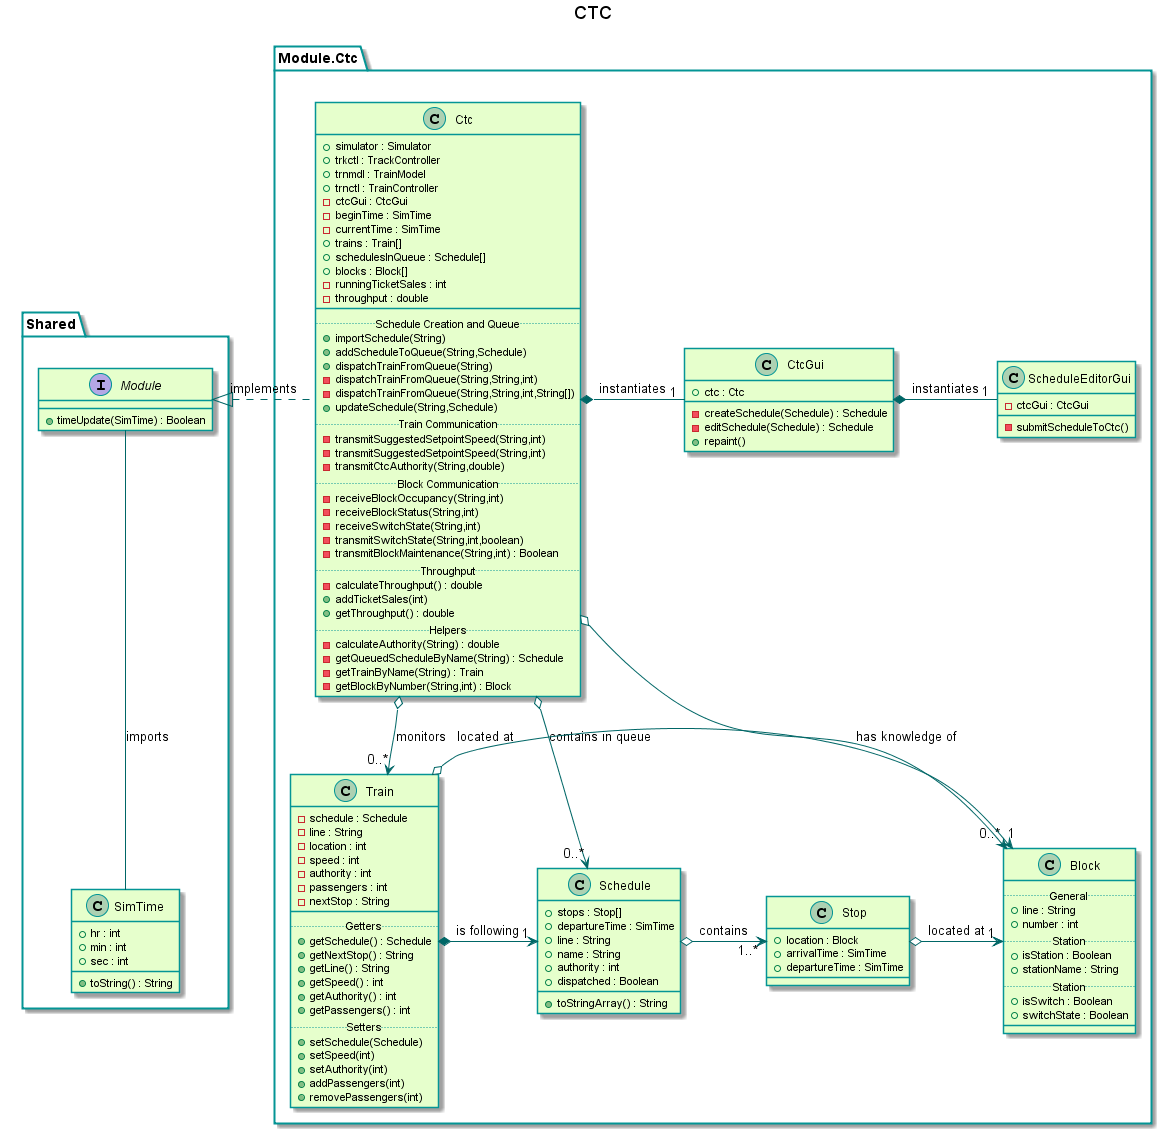 CTC
Module.Ctc
C Ctc
simulator : Simulator
trkctl : TrackController
trnmdl : TrainModel
trnctl : TrainController
ctcGui : CtcGui
beginTime : SimTime
currentTime : SimTime
trains : Train[]
schedulesInQueue : Schedule[]
blocks : Block[]
runningTicketSales : int
throughput : double
Schedule Creation and Queue
importSchedule(String)
addScheduleToQueue(String,Schedule)
dispatchTrainFromQueue(String)
dispatchTrainFromQueue(String,String,int)
dispatchTrainFromQueue(String,String,int,String[])
updateSchedule(String,Schedule)
Train Communication
transmitSuggestedSetpointSpeed(String,int)
transmitSuggestedSetpointSpeed(String,int)
transmitCtcAuthority(String,double)
Block Communication
receiveBlockOccupancy(String,int)
receiveBlockStatus(String,int)
receiveSwitchState(String,int)
transmitSwitchState(String,int,boolean)
transmitBlockMaintenance(String,int) : Boolean
Throughput
calculateThroughput() : double
addTicketSales(int)
getThroughput() : double
Helpers
calculateAuthority(String) : double
getQueuedScheduleByName(String) : Schedule
getTrainByName(String) : Train
getBlockByNumber(String,int) : Block
instantiates 1
C CtcGui
ctc : Ctc
createSchedule(Schedule) : Schedule
editSchedule(Schedule) : Schedule
repaint()
instantiates 1
C ScheduleEditorGui
ctcGui : CtcGui
submitScheduleToCtc()
Shared
I Module
timeUpdate(SimTime) : Boolean
implements
imports
C SimTime
hr : int
min : int
sec : int
toString() : String
monitors
0..*
located at
contains in queue
0..*
has knowledge of
0..* 1
C Train
schedule : Schedule
line : String
location : int
speed : int
authority : int
passengers : int
nextStop : String
Getters
getSchedule() : Schedule
getNextStop() : String
getLine() : String
getSpeed() : int
getAuthority() : int
getPassengers() : int
Setters
setSchedule(Schedule)
setSpeed(int)
setAuthority(int)
addPassengers(int)
removePassengers(int)
is following 1
C Schedule
stops : Stop[]
departureTime : SimTime
line : String
name : String
authority : int
dispatched : Boolean
toStringArray() : String
contains
1..*
C Stop
location : Block
arrivalTime : SimTime
departureTime : SimTime
located at 1
C Block
General
line : String
number : int
Station
isStation : Boolean
stationName : String
Station
isSwitch : Boolean
switchState : Boolean